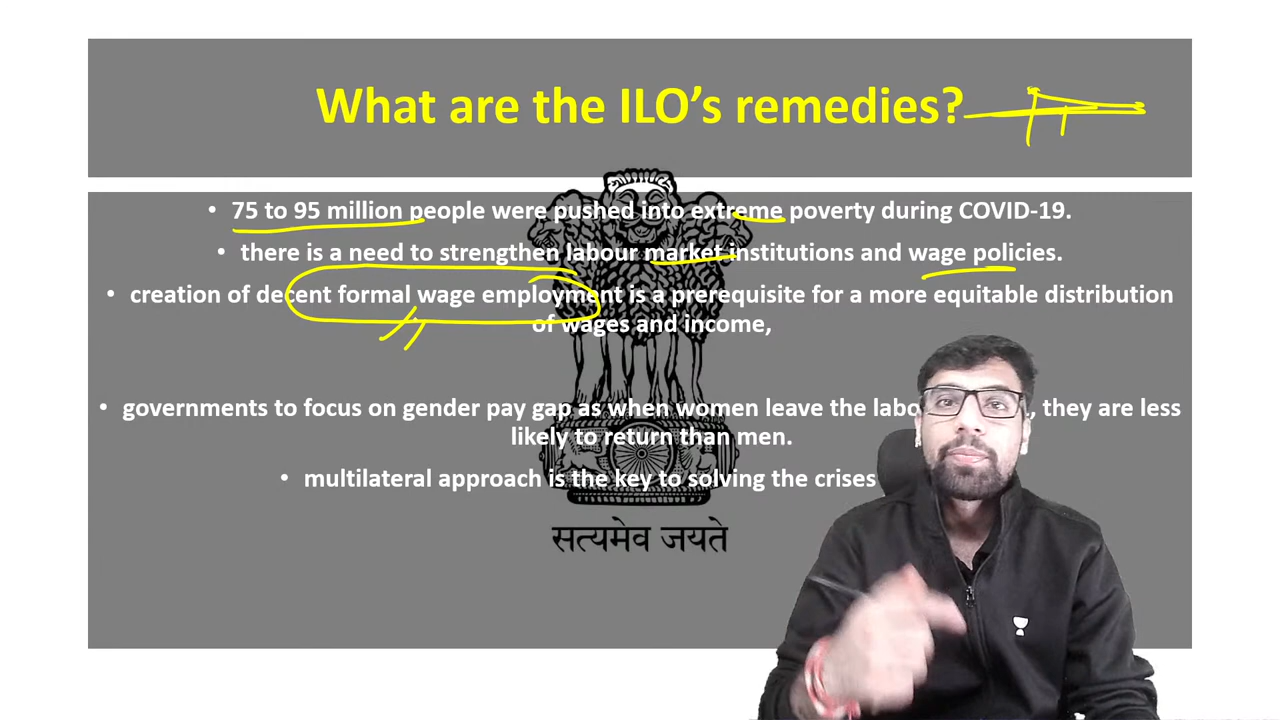 What are the ILO's remedies?
• 75 to 95 million people were pushed into extreme poverty during COVID-19.
• there is a need to strengthen labour market institutions and wage policies.
• creation of decent formal wage employment is a prerequisite for a more equitable distribution
of wages and income,
• governments to focus on gender pay gap as when women leave the , they are less
likely to return than men.
• multilateral approach is the key to solving the crises
सत्यमेव जयते